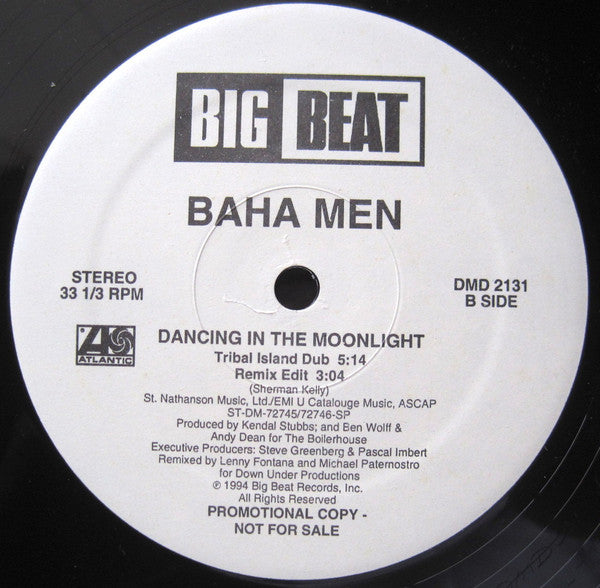 BIG BEAT
BAHA MEN
STEREO
33 1/3 RPM
DMD 2131
B SIDE
ATLANTIC
DANCING IN THE MOONLIGHT
Tribal Island Dub 5:14
Remix Edit 3:04
(Sherman Kelly)
St. Nathanson Music, Ltd./EMI U Catalouge Music, ASCAP
ST-DM-72745/72746-SP
Produced by Kendal Stubbs; and Ben Wolff &
Andy Dean for The Boilerhouse
Executive Producers: Steve Greenberg & Pascal Imbert
Remixed by Lenny Fontana and Michael Paternostro
for Down Under Productions
℗ 1994 Big Beat Records, Inc.
All Rights Reserved
PROMOTIONAL COPY -
NOT FOR SALE